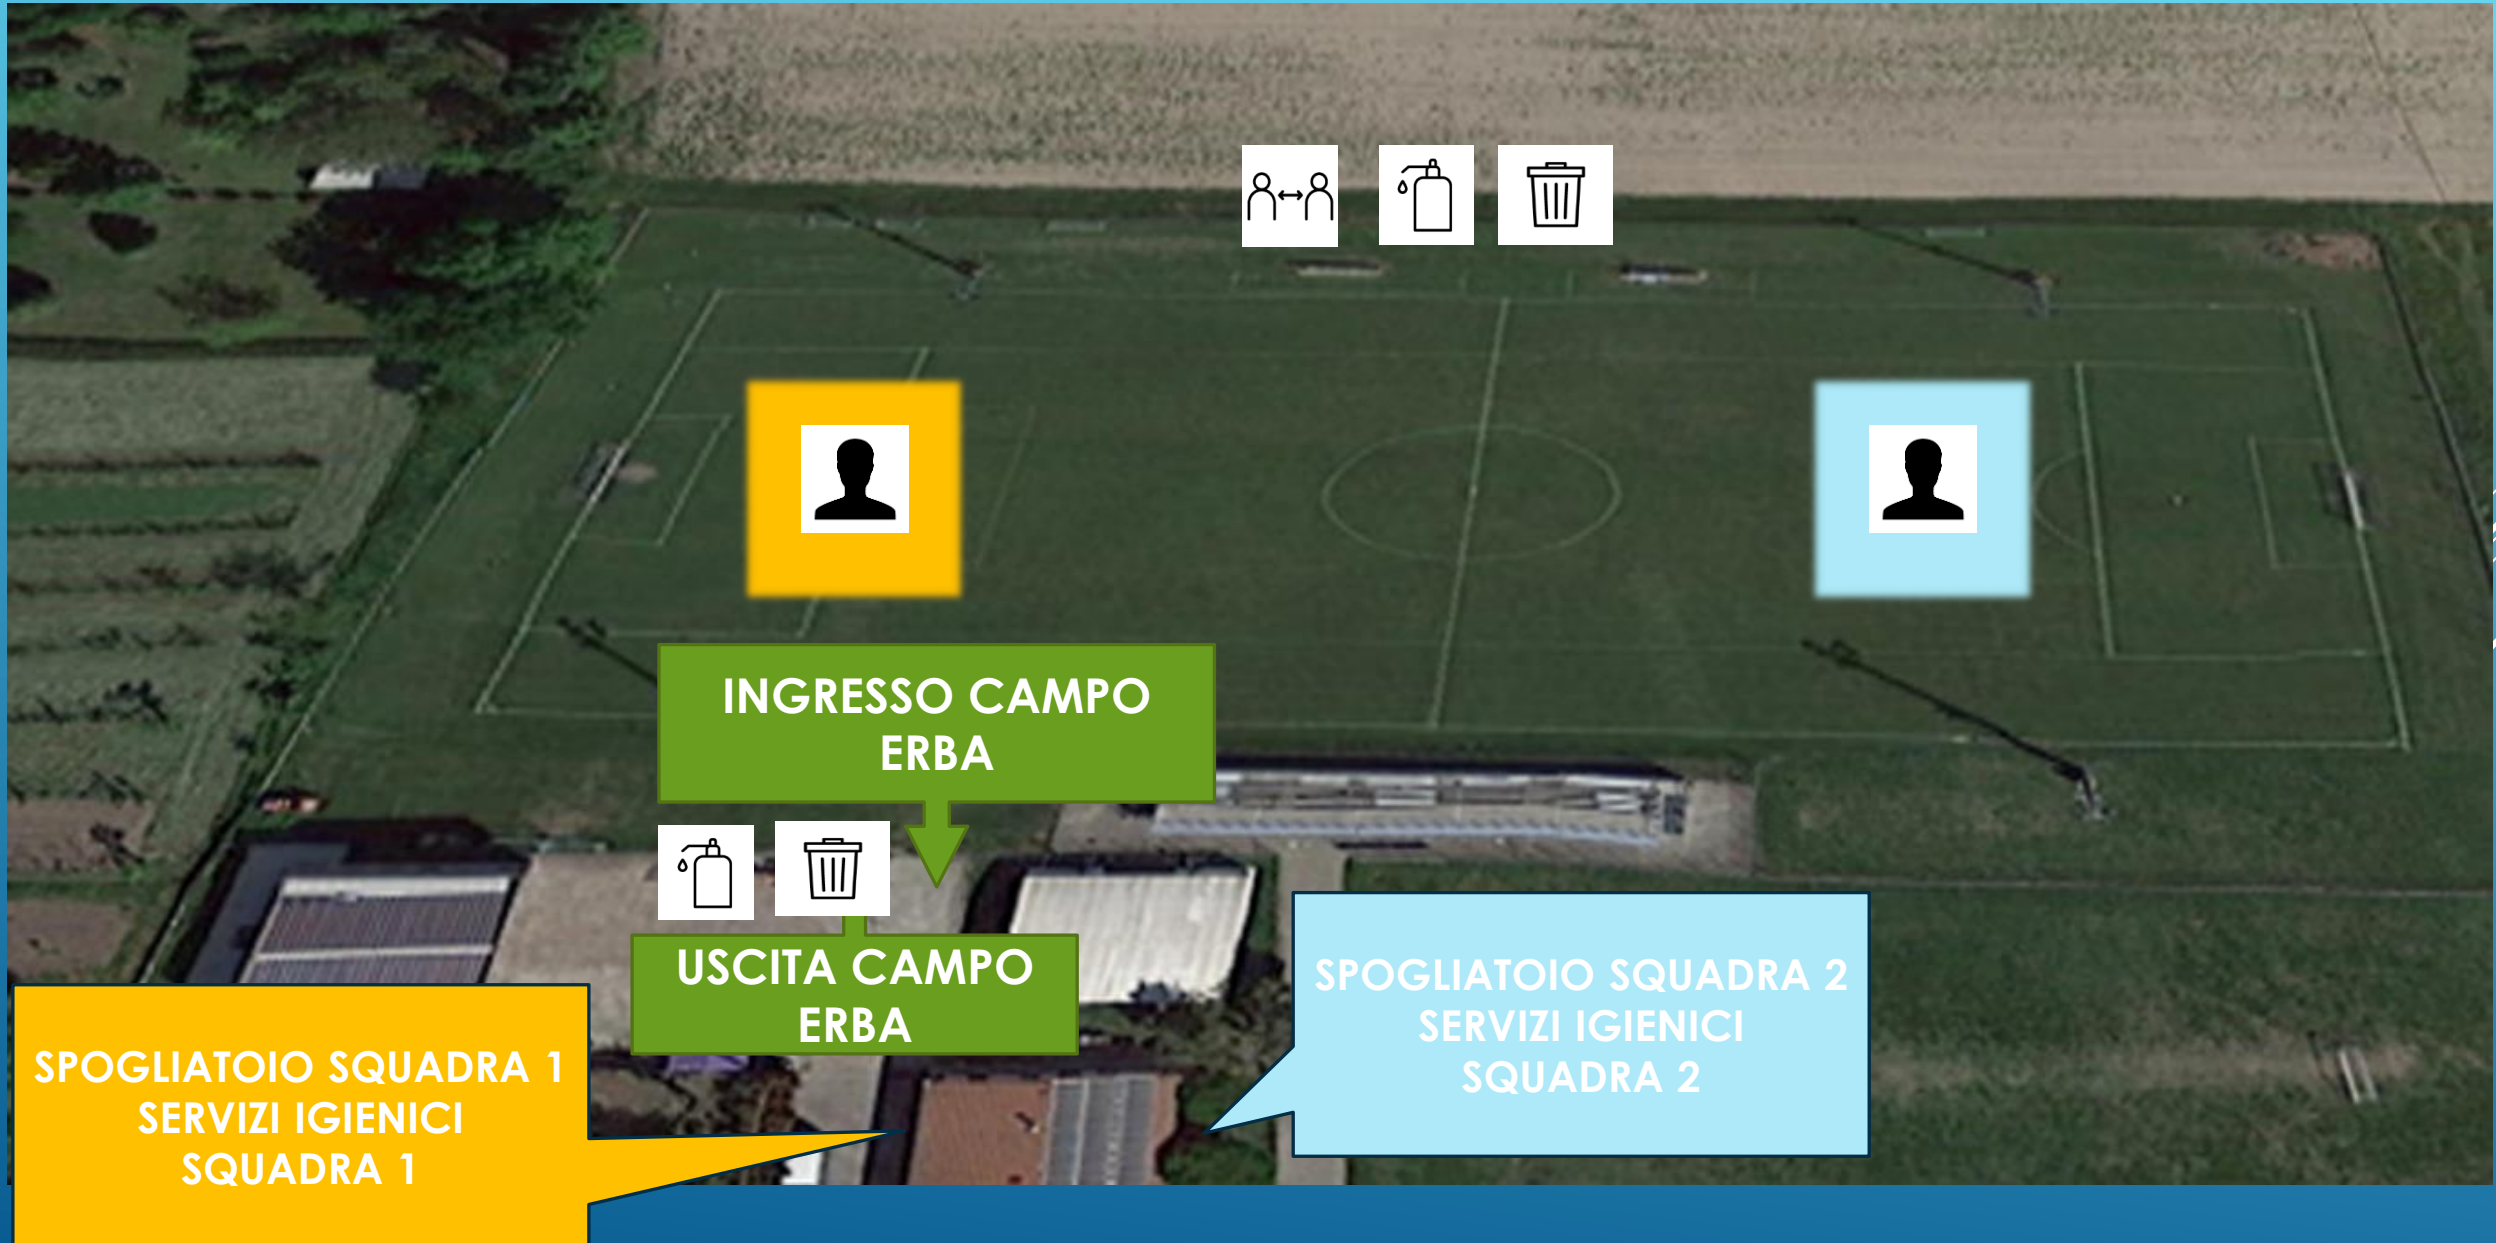 INGRESSO CAMPO
ERBA
USCITA CAMPO
ERBA
SPOGLIATOIO SQUADRA 2
SERVIZI IGIENICI
SQUADRA 2
SPOGLIATOIO SQUADRA 1
SERVIZI IGIENICI
SQUADRA 1